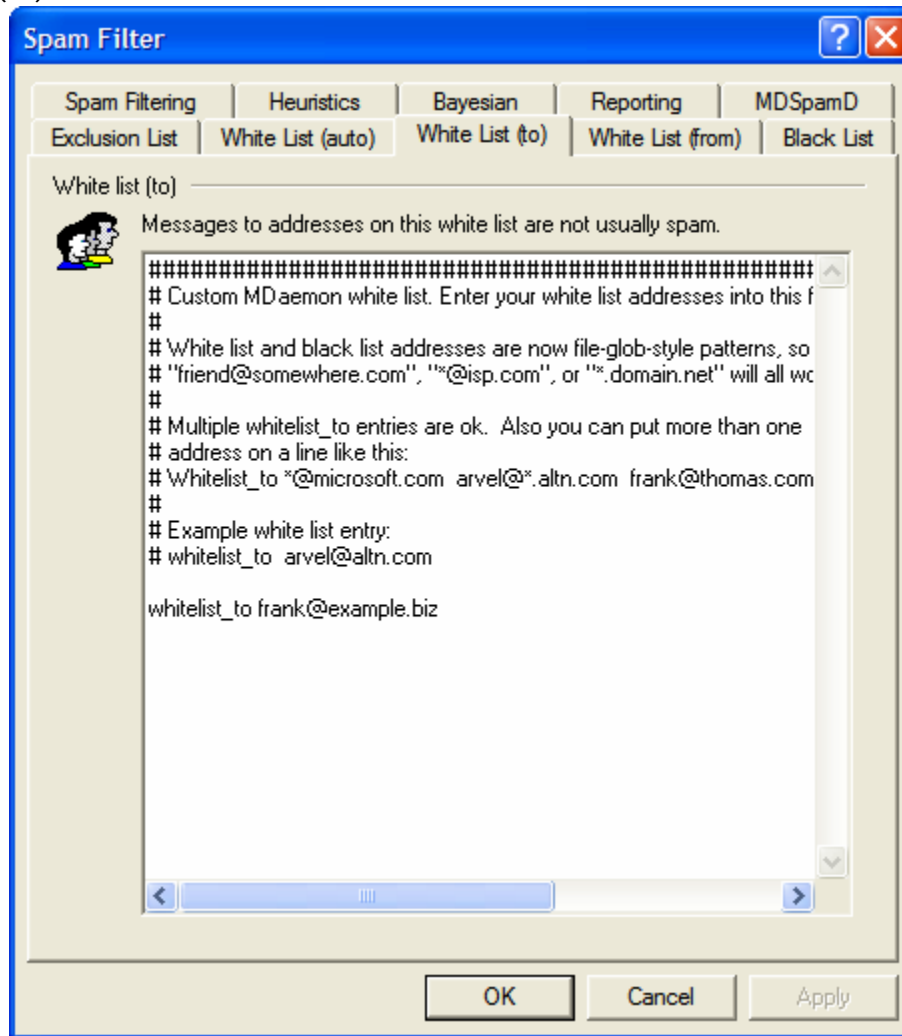 Spam Filter
Spam Filtering Heuristics Bayesian Reporting MDSpamD
Exclusion List White List (auto) White List (to) White List (from) Black List
White list (to)
Messages to addresses on this white list are not usually spam.
###############################################
# Custom MDaemon white list. Enter your white list addresses into this f
#
# White list and black list addresses are now file-glob-style patterns, so
# "friend@somewhere.com", "*@isp.com", or "*.domain.net" will all wo
#
# Multiple whitelist_to entries are ok.  Also you can put more than one
# address on a line like this:
# Whitelist_to *@microsoft.com  arvel@*.altn.com  frank@thomas.com
#
# Example white list entry:
# whitelist_to  arvel@altn.com
whitelist_to frank@example.biz
OK Cancel Apply